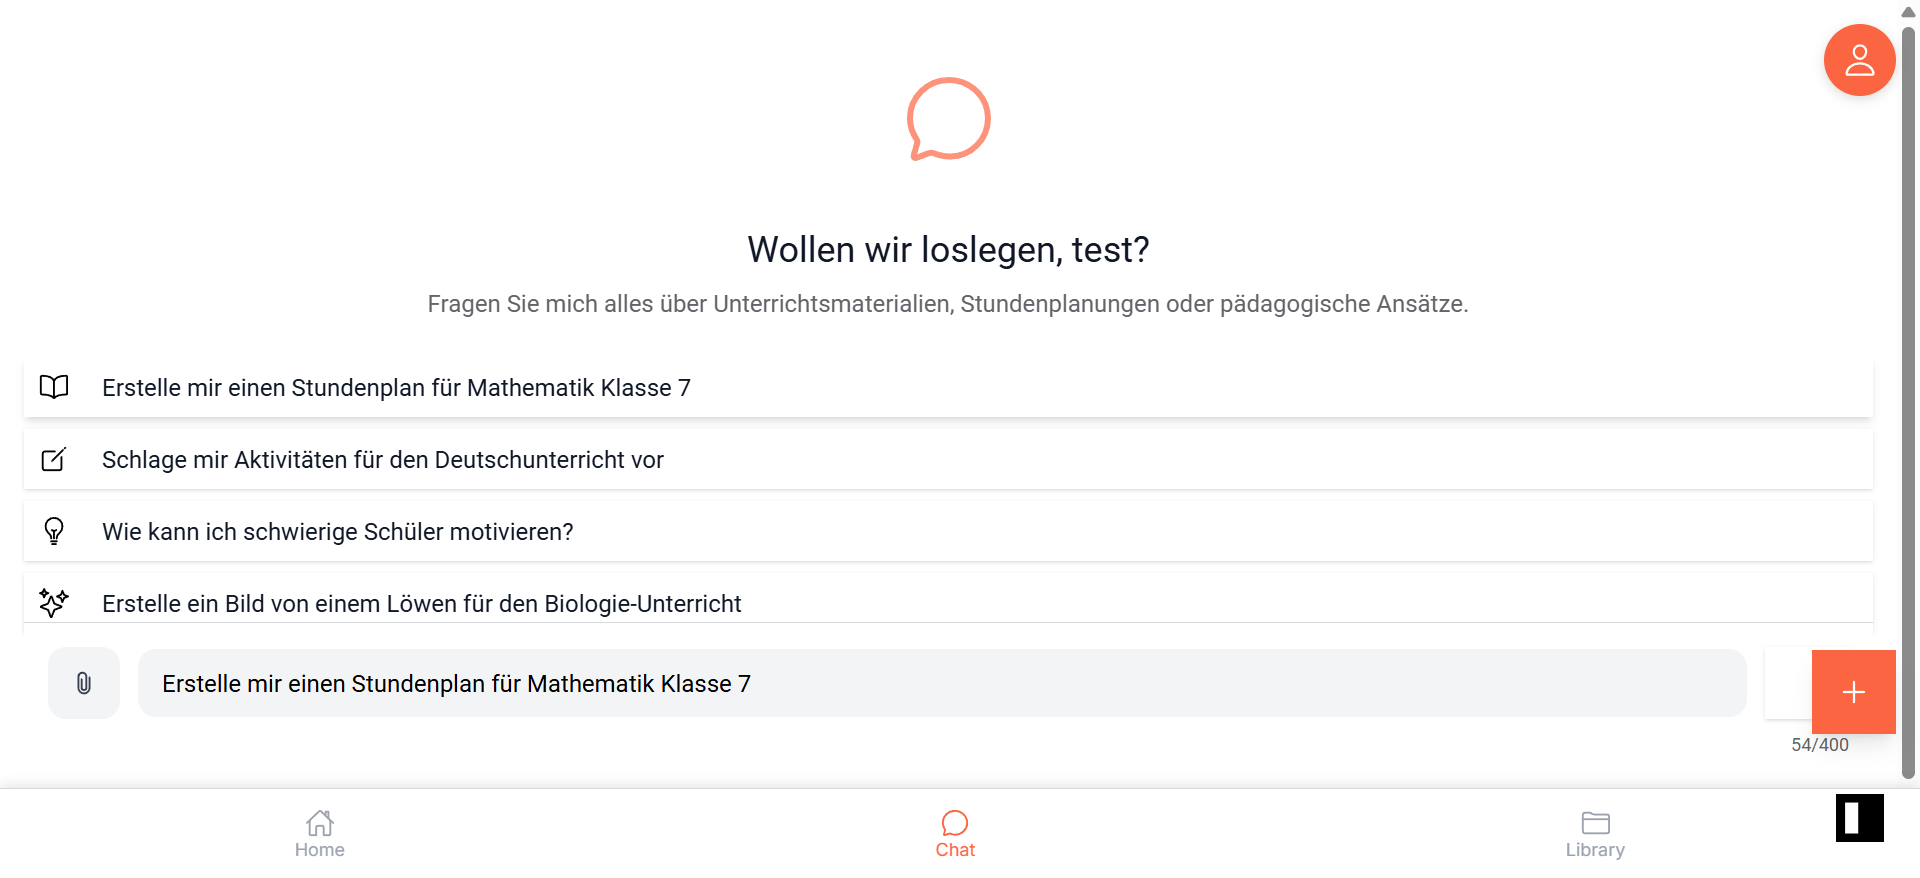 Wollen wir loslegen, test?
Fragen Sie mich alles über Unterrichtsmaterialien, Stundenplanungen oder pädagogische Ansätze.
Erstelle mir einen Stundenplan für Mathematik Klasse 7
Schlage mir Aktivitäten für den Deutschunterricht vor
Wie kann ich schwierige Schüler motivieren?
Erstelle ein Bild von einem Löwen für den Biologie-Unterricht
Erstelle mir einen Stundenplan für Mathematik Klasse 7
54/400
Home
Chat
Library